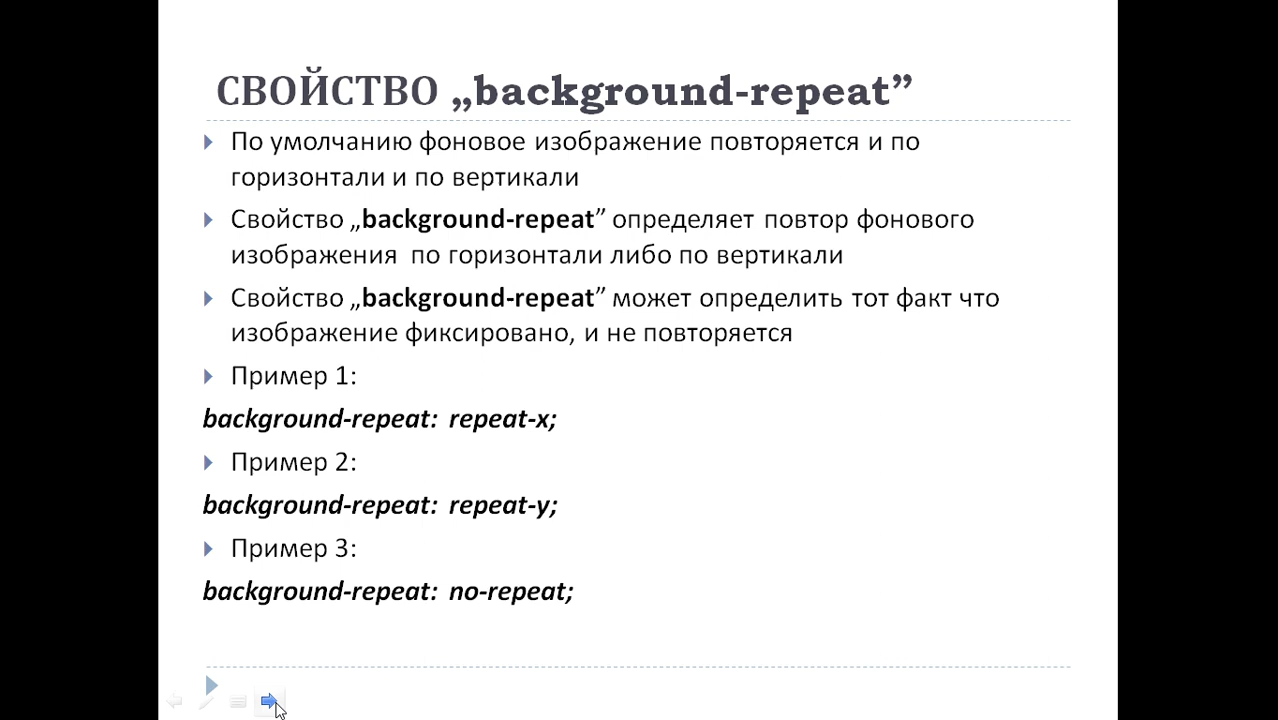 СВОЙСТВО „background-repeat”
По умолчанию фоновое изображение повторяется и по
горизонтали и по вертикали
Свойство „background-repeat” определяет повтор фонового
изображения по горизонтали либо по вертикали
Свойство „background-repeat” может определить тот факт что
изображение фиксировано, и не повторяется
Пример 1:
background-repeat: repeat-x;
Пример 2:
background-repeat: repeat-y;
Пример 3:
background-repeat: no-repeat;